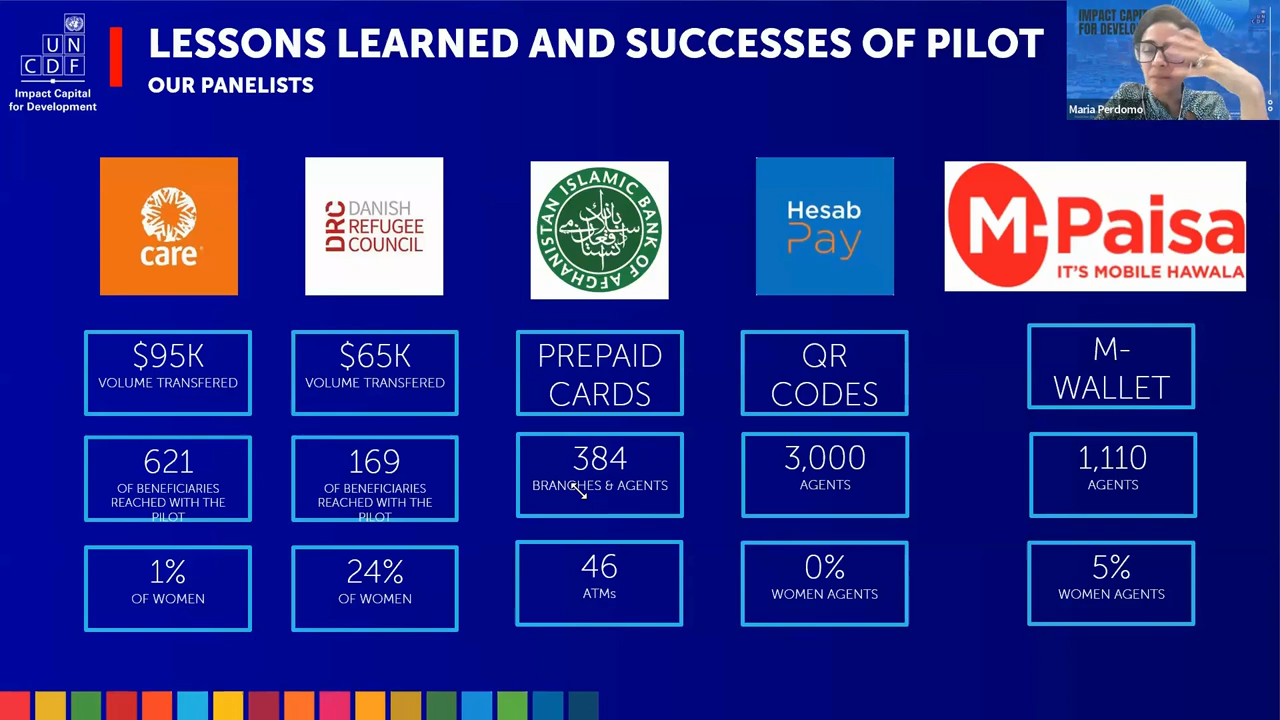 UN
CDF
Impact Capital
for Development
LESSONS LEARNED AND SUCCESSES OF PILOT
OUR PANELISTS
IMPACT CAPI
FOR DEVELO
Maria Perdomo
care
DRC DANISH
REFUGEE
COUNCIL
ISLAMIC BANK OF AFGHANISTAN
Hesab
Pay
M-Paisa
IT'S MOBILE HAWALA
$95K
VOLUME TRANSFERED
$65K
VOLUME TRANSFERED
PREPAID
CARDS
QR
CODES
M-
WALLET
621
OF BENEFICIARIES
REACHED WITH THE
PILOT
169
OF BENEFICIARIES
REACHED WITH THE
PILOT
384
BRANCHES & AGENTS
3,000
AGENTS
1,110
AGENTS
1%
OF WOMEN
24%
OF WOMEN
46
ATMs
0%
WOMEN AGENTS
5%
WOMEN AGENTS